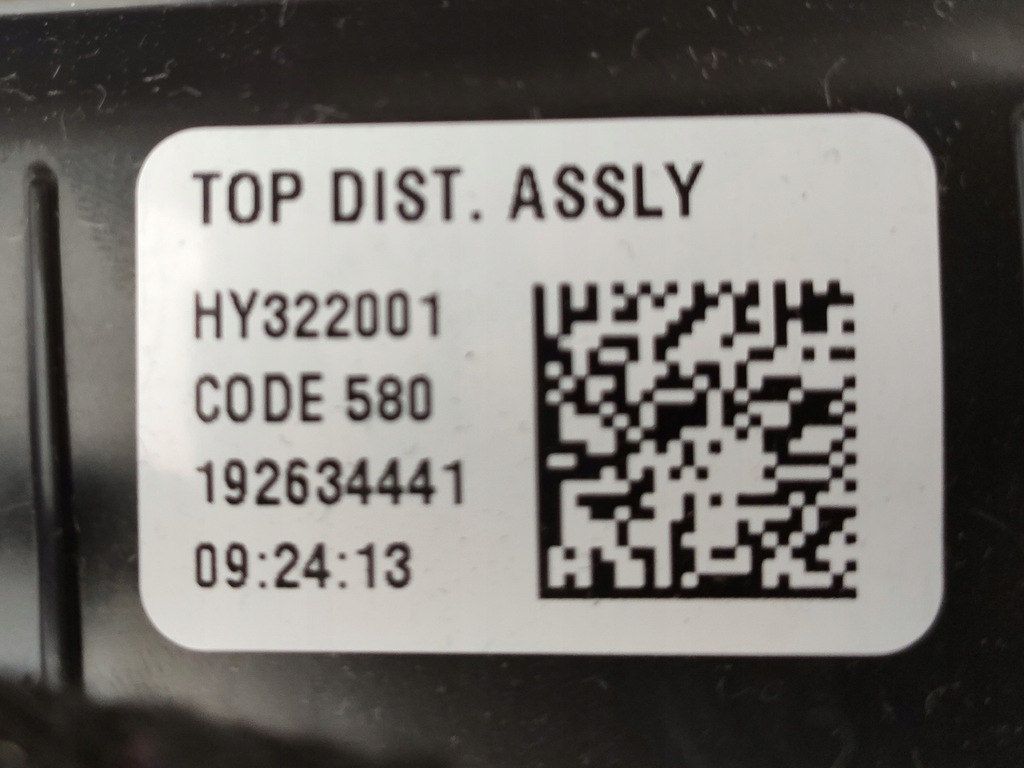 TOP DIST. ASSLY
HY322001
CODE 580
192634441
09:24:13